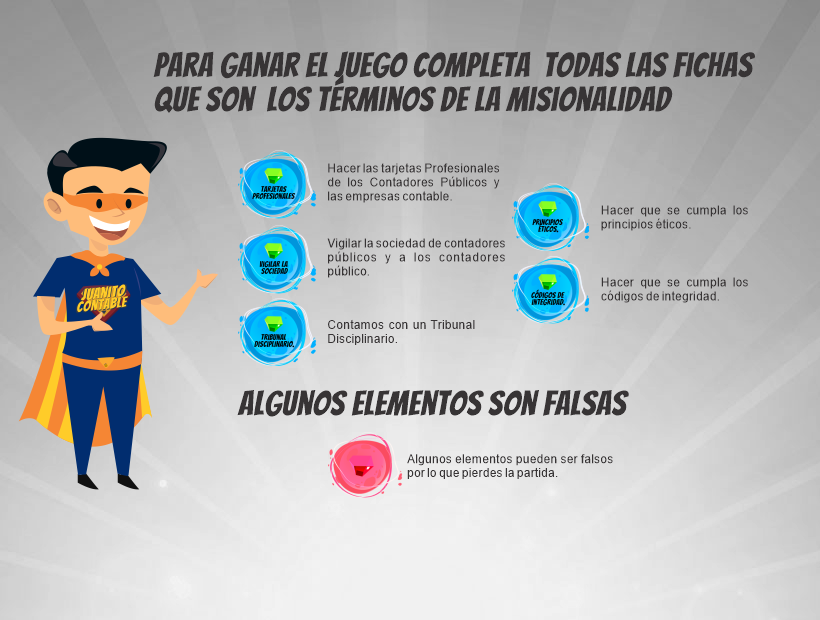 PARA GANAR EL JUEGO COMPLETA TODAS LAS FICHAS
QUE SON LOS TÉRMINOS DE LA MISIONALIDAD
TARJETAS
PROFESIONALES
Hacer las tarjetas Profesionales
de los Contadores Públicos y
las empresas contable.
VIGILAR LA
SOCIEDAD
Vigilar la sociedad de contadores
públicos y a los contadores
público.
TRIBUNAL
DISCIPLINARIO.
Contamos con un Tribunal
Disciplinario.
PRINCIPIOS
ÉTICOS.
Hacer que se cumpla los
principios éticos.
CÓDIGOS DE
INTEGRIDAD.
Hacer que se cumpla los
códigos de integridad.
JUANITO
CONTABLE
ALGUNOS ELEMENTOS SON FALSAS
Algunos elementos pueden ser falsos
por lo que pierdes la partida.